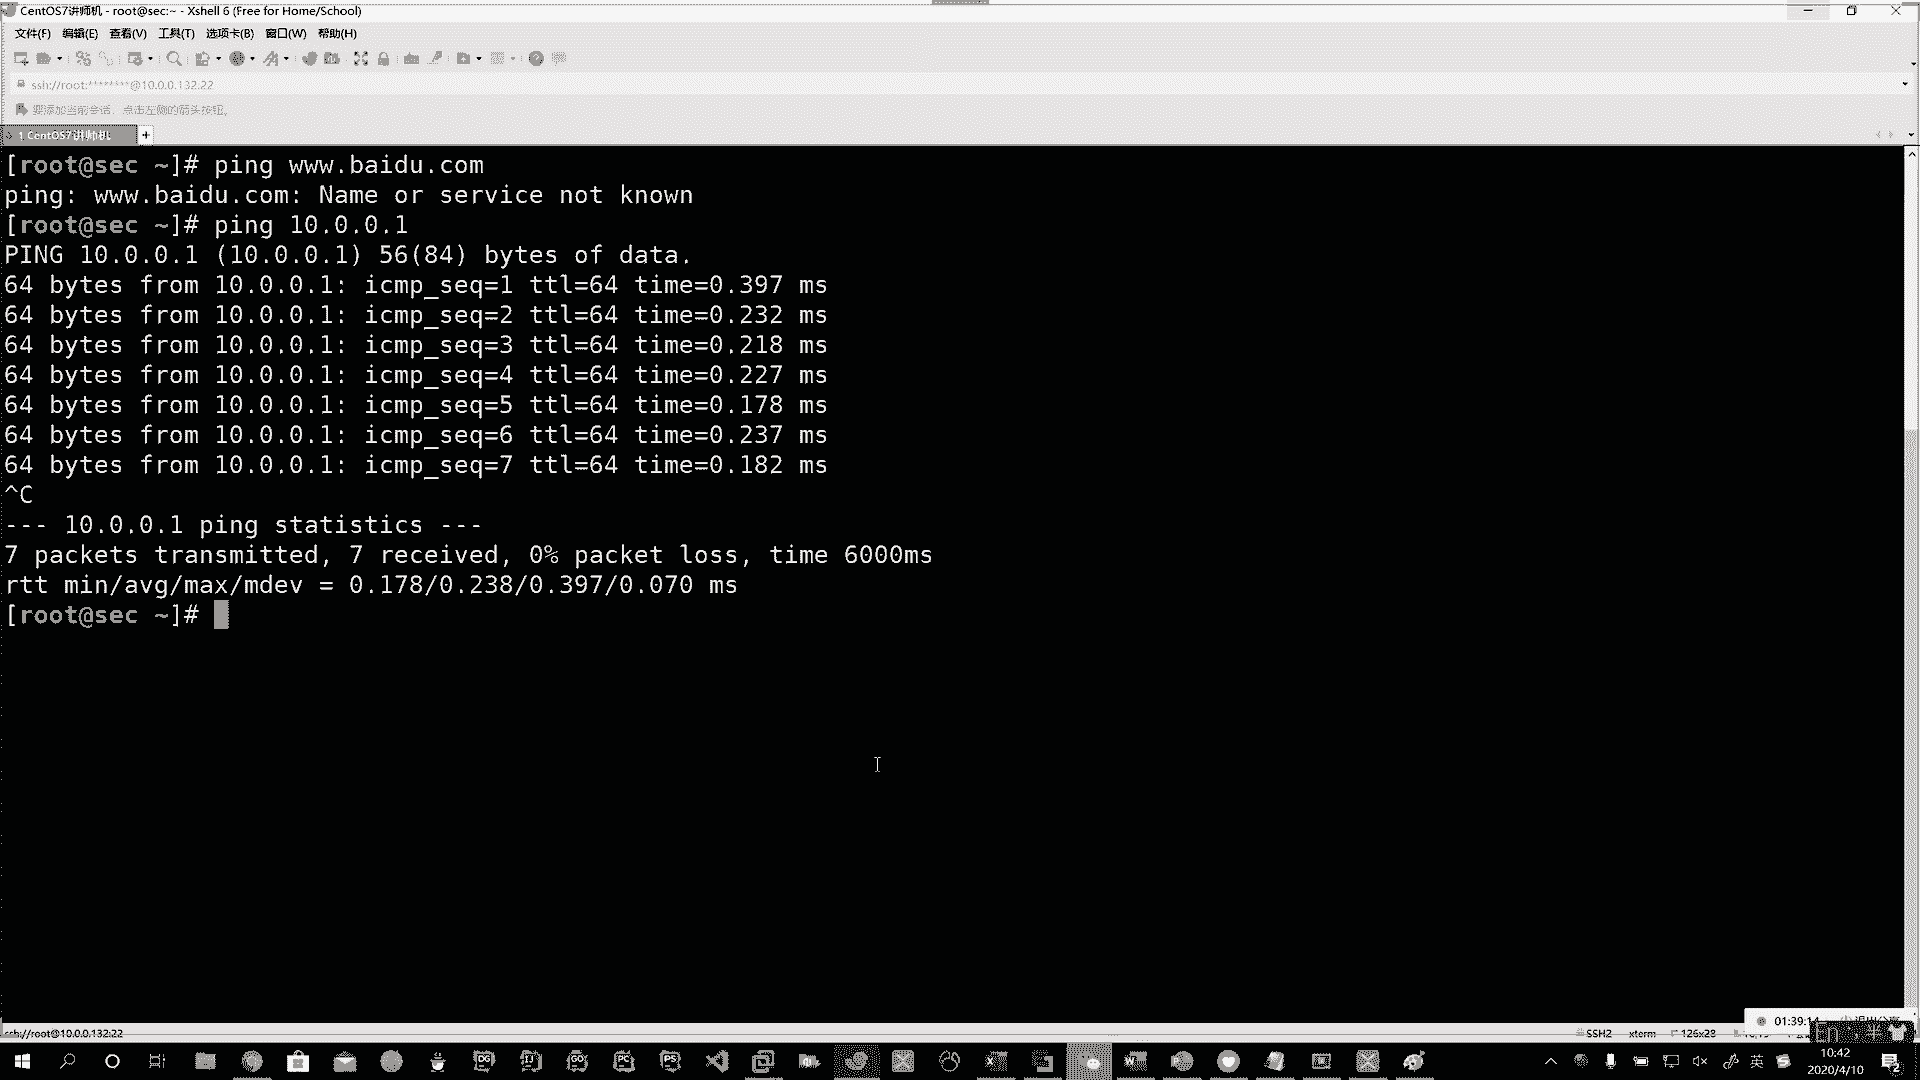 CentOS7讲师机 - root@sec:~ - Xshell 6 (Free for Home/School)
文件(F) 编辑(E) 查看(V) 工具(T) 选项卡(B) 窗口(W) 帮助(H)
ssh://root:********@10.0.0.132:22
要添加当前会话，点击左侧的箭头按钮。
1 CentOS7讲师机 +
[root@sec ~]# ping www.baidu.com
ping: www.baidu.com: Name or service not known
[root@sec ~]# ping 10.0.0.1
PING 10.0.0.1 (10.0.0.1) 56(84) bytes of data.
64 bytes from 10.0.0.1: icmp_seq=1 ttl=64 time=0.397 ms
64 bytes from 10.0.0.1: icmp_seq=2 ttl=64 time=0.232 ms
64 bytes from 10.0.0.1: icmp_seq=3 ttl=64 time=0.218 ms
64 bytes from 10.0.0.1: icmp_seq=4 ttl=64 time=0.227 ms
64 bytes from 10.0.0.1: icmp_seq=5 ttl=64 time=0.178 ms
64 bytes from 10.0.0.1: icmp_seq=6 ttl=64 time=0.237 ms
64 bytes from 10.0.0.1: icmp_seq=7 ttl=64 time=0.182 ms
^C
--- 10.0.0.1 ping statistics ---
7 packets transmitted, 7 received, 0% packet loss, time 6000ms
rtt min/avg/max/mdev = 0.178/0.238/0.397/0.070 ms
[root@sec ~]#
ssh://root@10.0.0.132:22 SSH2 xterm 126x28
01:39:14
DG IJ GO PC PS
英
10:42
2020/4/10
2